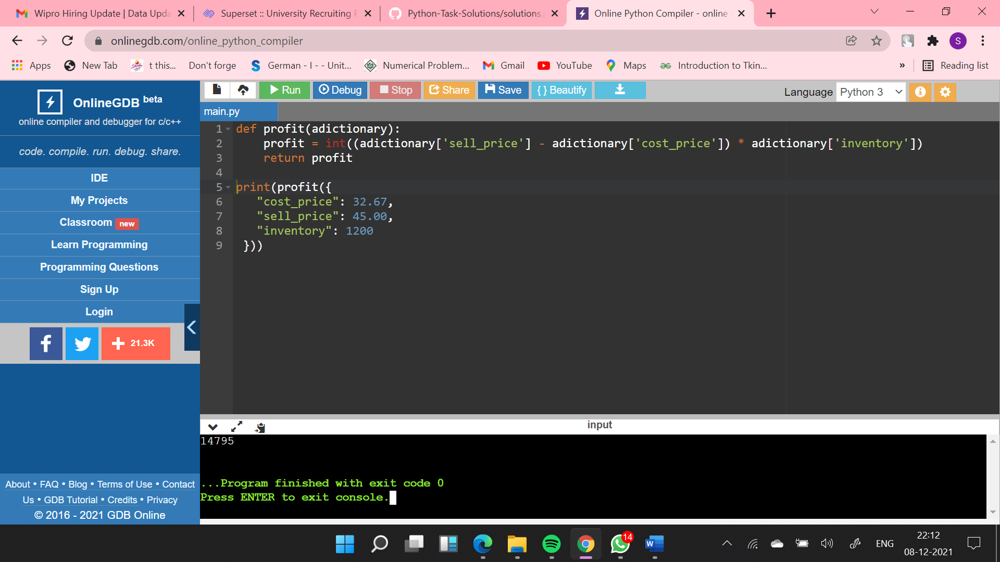 Wipro Hiring Update | Data Upda
Superset :: University Recruiting P
Python-Task-Solutions/solutions.
Online Python Compiler - online
onlinegdb.com/online_python_compiler
S
Apps
New Tab
t this...
Don't forge
German - I - - Unit...
Numerical Problem...
Gmail
YouTube
Maps
Introduction to Tkin...
»
Reading list
OnlineGDB beta
online compiler and debugger for c/c++
code. compile. run. debug. share.
IDE
My Projects
Classroom new
Learn Programming
Programming Questions
Sign Up
Login
21.3K
About • FAQ • Blog • Terms of Use • Contact
Us • GDB Tutorial • Credits • Privacy
© 2016 - 2021 GDB Online
Run
Debug
Stop
Share
Save
{ } Beautify
Language Python 3
main.py
1 def profit(adictionary):
2     profit = int((adictionary['sell_price'] - adictionary['cost_price']) * adictionary['inventory'])
3     return profit
4
5 print(profit({
6    "cost_price": 32.67,
7    "sell_price": 45.00,
8    "inventory": 1200
9  }))
input
14795
...Program finished with exit code 0
Press ENTER to exit console.
14
W
ENG
22:12
08-12-2021